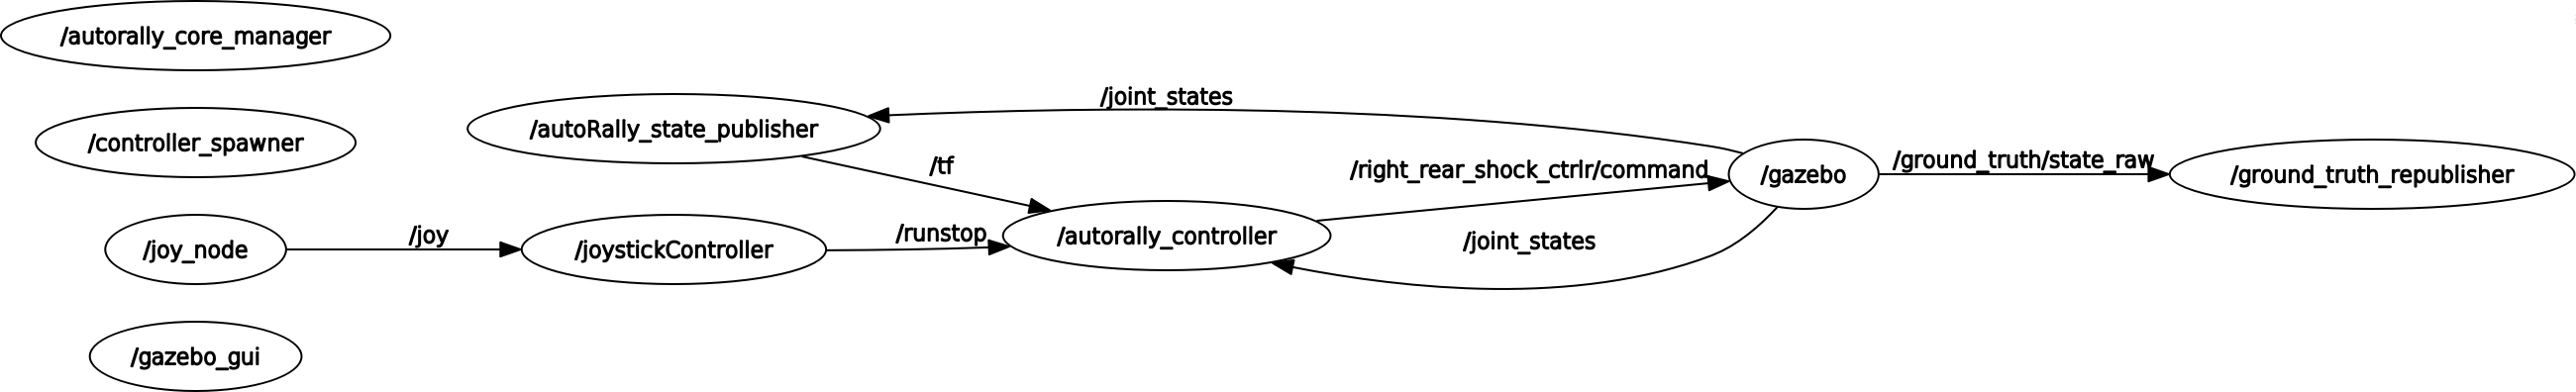 /autorally_core_manager
/controller_spawner
/joy_node
/gazebo_gui
/joy
/autoRally_state_publisher
/joystickController
/tf
/runstop
/joint_states
/autorally_controller
/right_rear_shock_ctrlr/command
/joint_states
/gazebo
/ground_truth/state_raw
/ground_truth_republisher